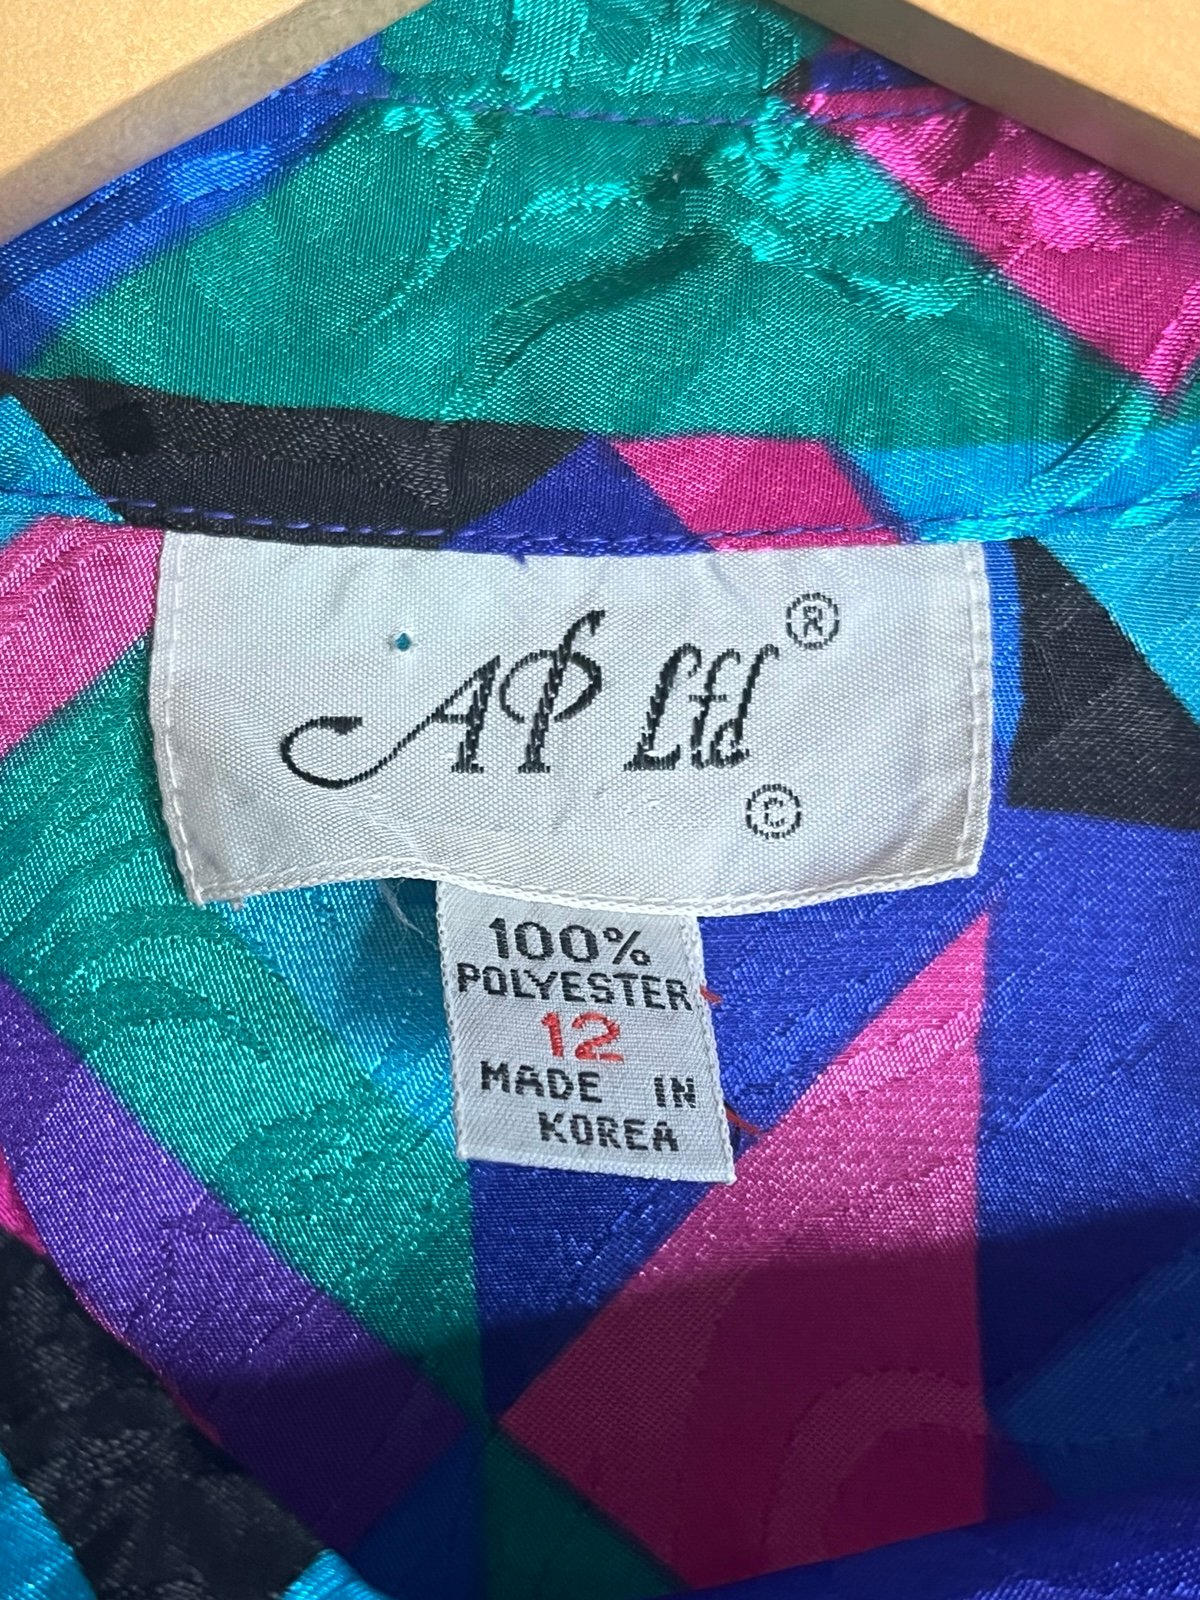 AP Ltd ®
©
100%
POLYESTER
12
MADE IN
KOREA